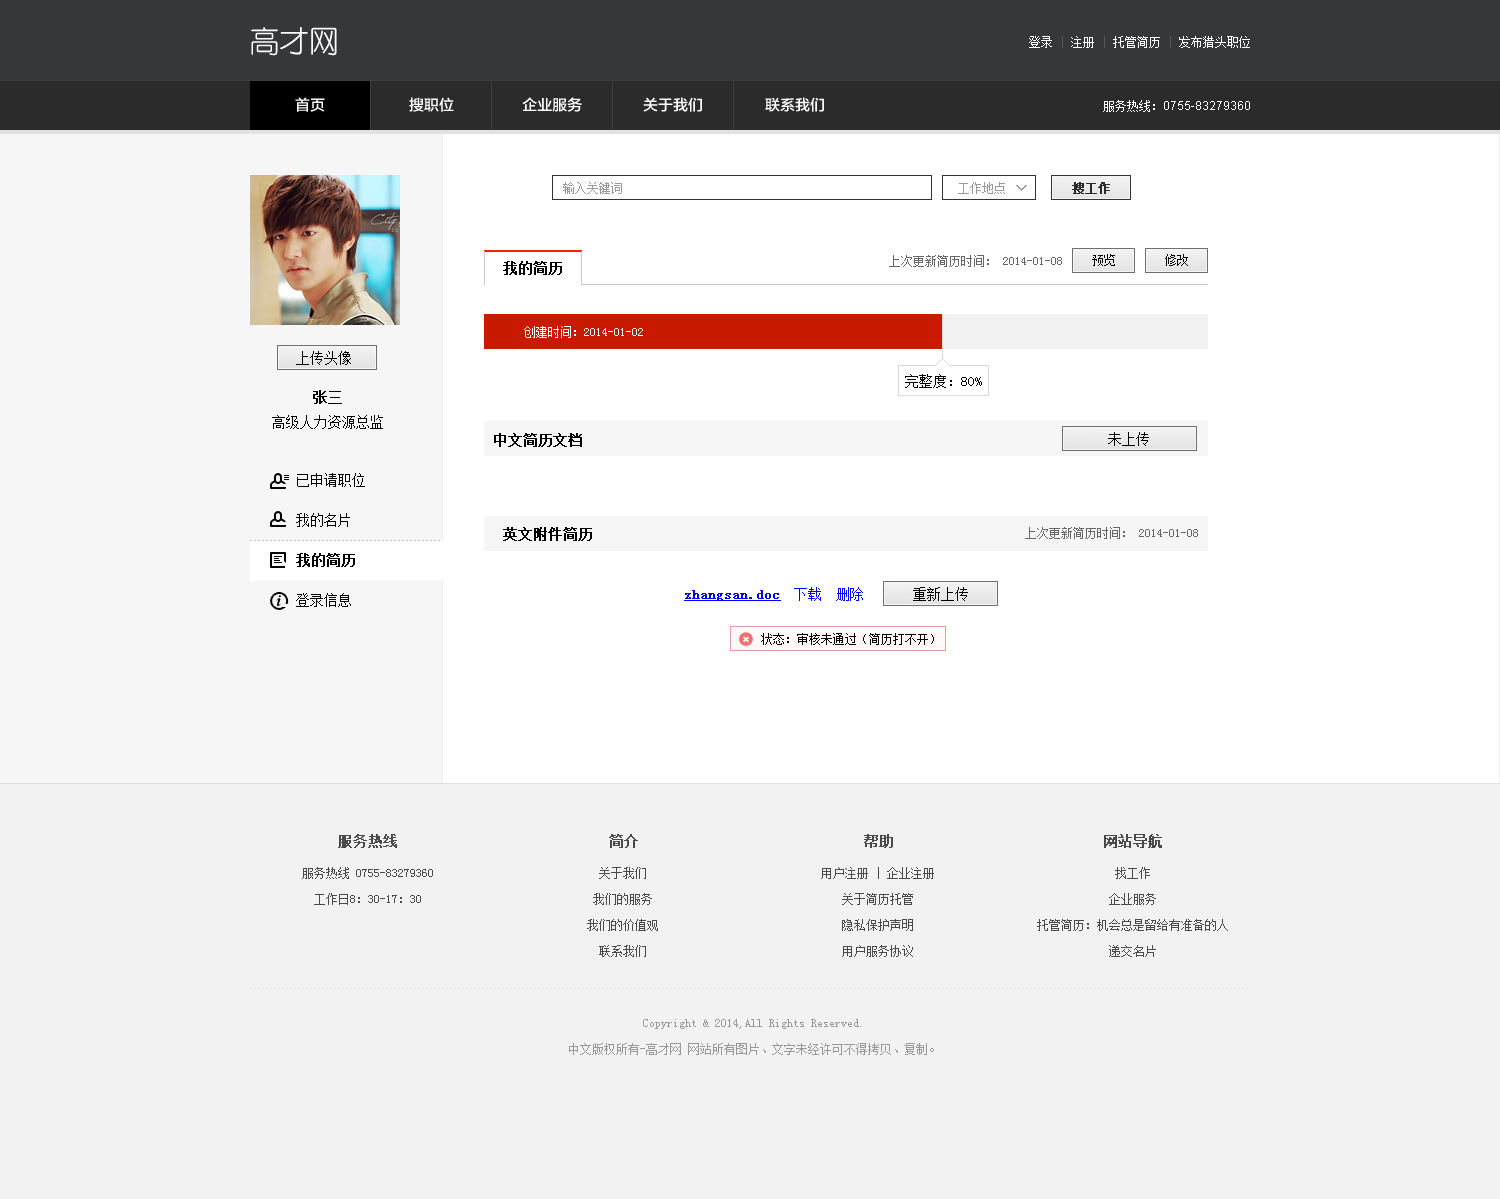 高才网
登录 | 注册 | 托管简历 | 发布猎头职位
首页 搜职位 企业服务 关于我们 联系我们 服务热线：0755-83279360
输入关键词 工作地点 搜工作
City
我的简历 上次更新简历时间： 2014-01-08 预览 修改
创建时间：2014-01-02
上传头像
完整度：80%
张三
高级人力资源总监
中文简历文档 未上传
已申请职位
我的名片
英文附件简历 上次更新简历时间： 2014-01-08
我的简历
zhangsan.doc 下载 删除 重新上传
登录信息
状态：审核未通过（简历打不开）
服务热线
服务热线 0755-83279360
工作日8：30-17：30
简介
关于我们
我们的服务
我们的价值观
联系我们
帮助
用户注册 | 企业注册
关于简历托管
隐私保护声明
用户服务协议
网站导航
找工作
企业服务
托管简历：机会总是留给有准备的人
递交名片
Copyright & 2014,All Rights Reserved.
中文版权所有-高才网 网站所有图片、文字未经许可不得拷贝、复制。